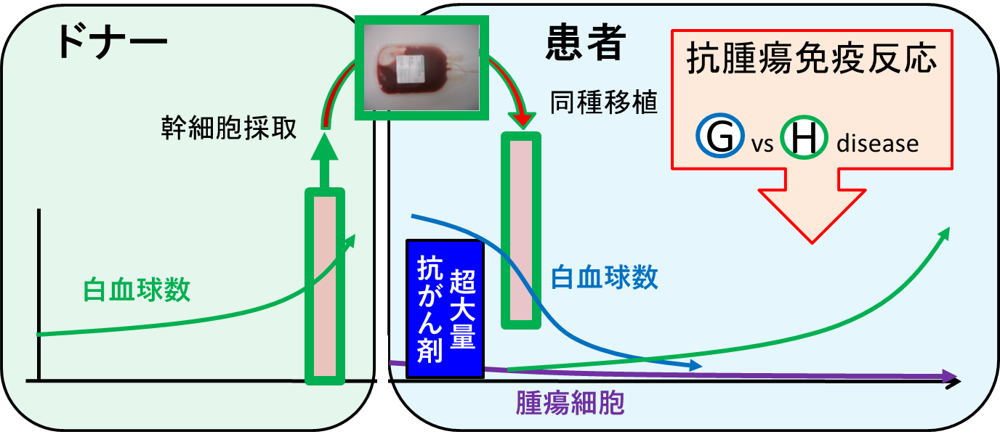 ドナー
幹細胞採取
白血球数
患者
同種移植
抗腫瘍免疫反応
G vs H disease
超大量
抗がん剤
白血球数
腫瘍細胞